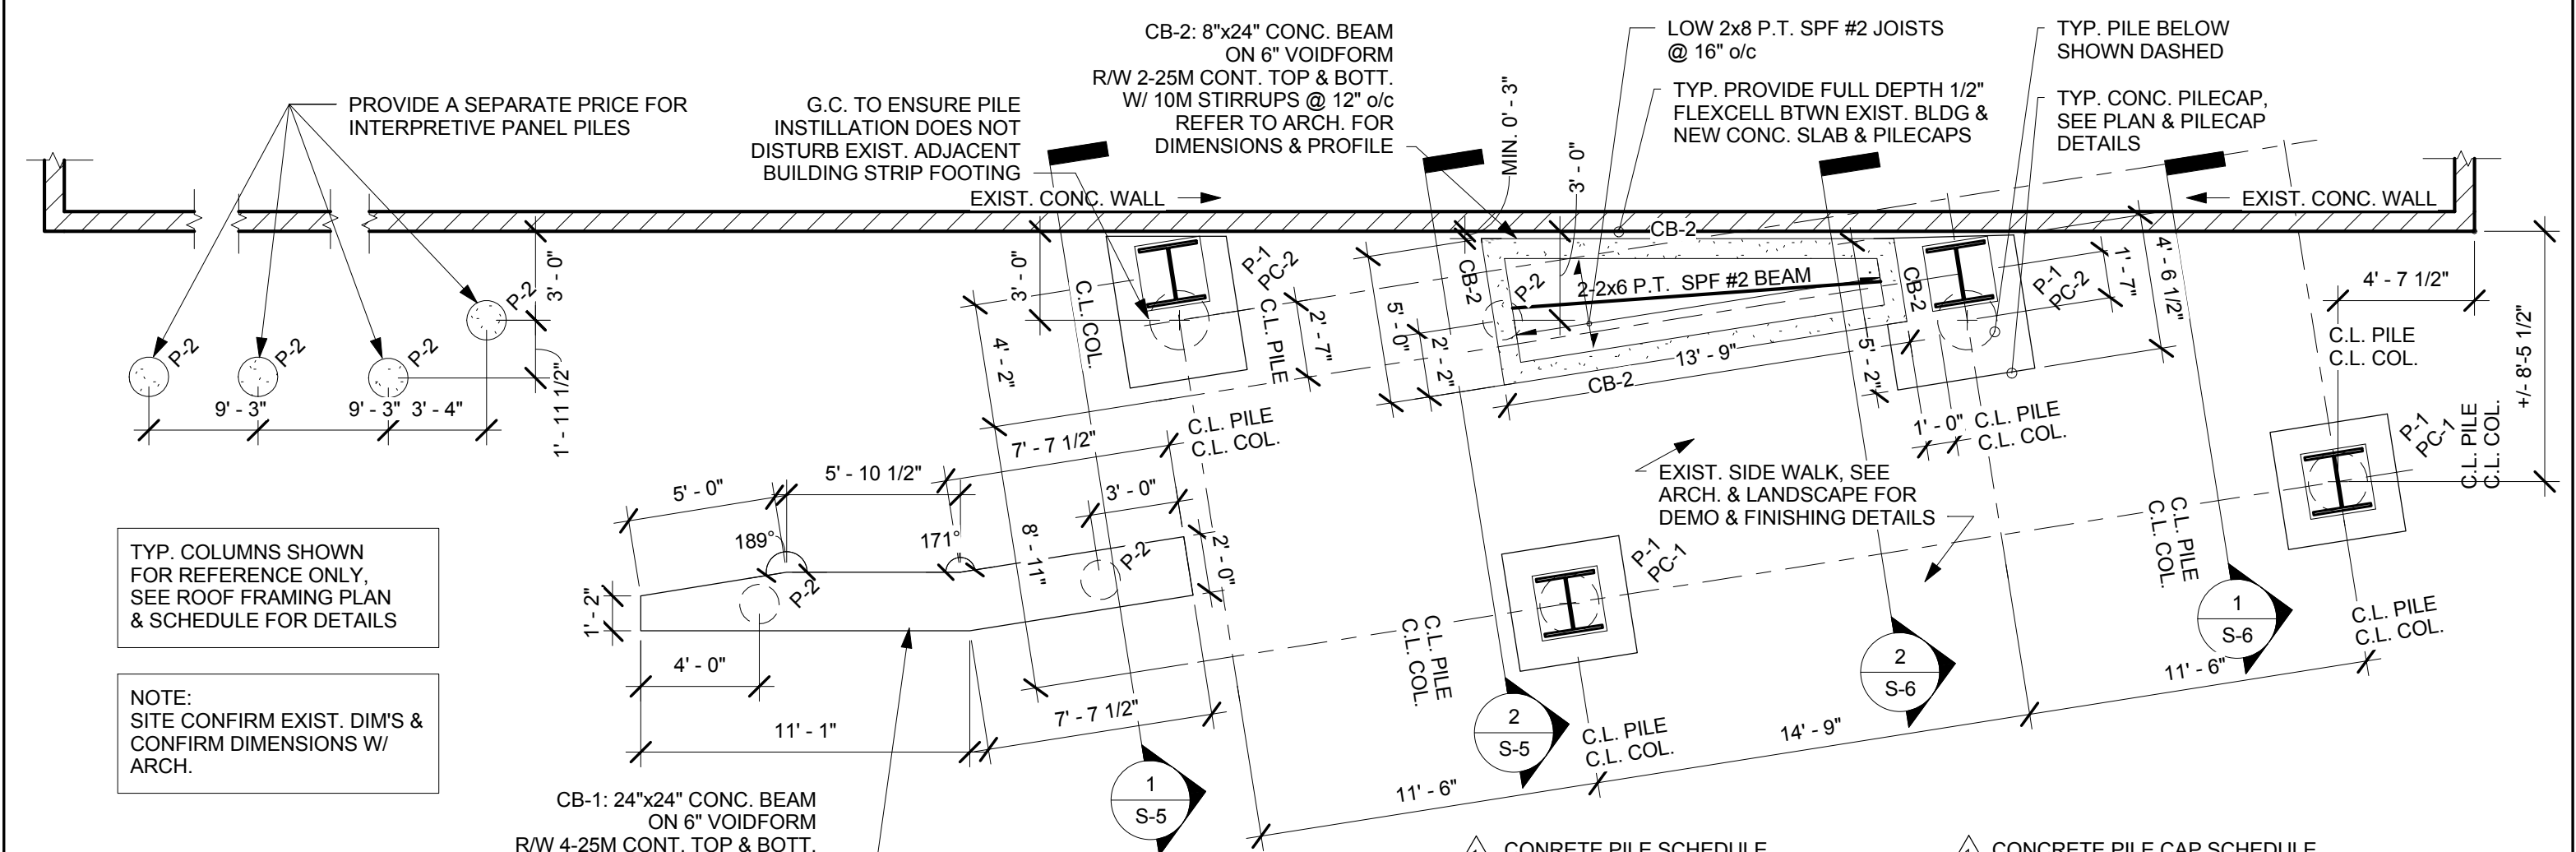 CB-2: 8"x24" CONC. BEAM
ON 6" VOIDFORM
R/W 2-25M CONT. TOP & BOTT.
W/ 10M STIRRUPS @ 12" o/c
REFER TO ARCH. FOR
DIMENSIONS & PROFILE
LOW 2x8 P.T. SPF #2 JOISTS
@ 16" o/c
TYP. PROVIDE FULL DEPTH 1/2"
FLEXCELL BTWN EXIST. BLDG &
NEW CONC. SLAB & PILECAPS
TYP. PILE BELOW
SHOWN DASHED
TYP. CONC. PILECAP,
SEE PLAN & PILECAP
DETAILS
PROVIDE A SEPARATE PRICE FOR
INTERPRETIVE PANEL PILES
G.C. TO ENSURE PILE
INSTILLATION DOES NOT
DISTURB EXIST. ADJACENT
BUILDING STRIP FOOTING
EXIST. CONC. WALL
MIN. 0' - 3"
3' - 0"
EXIST. CONC. WALL
CB-2
P-2
P-2
P-2
P-2
3' - 0"
1' - 11 1/2"
9' - 3"
9' - 3"
3' - 4"
3' - 0"
C.L. COL.
P-1
PC-2
C.L. PILE
4' - 2"
2' - 7"
5' - 0"
2' - 2"
CB-2
P-2
2-2x6 P.T. SPF #2 BEAM
CB-2
13' - 9"
CB-2
5' - 2"
P-1
PC-2
1' - 7"
4' - 6 1/2"
4' - 7 1/2"
C.L. PILE
C.L. COL.
+/- 8'-5 1/2"
1' - 0"
C.L. PILE
C.L. COL.
P-1
PC-1
C.L. PILE
C.L. COL.
C.L. PILE
C.L. COL.
7' - 7 1/2"
5' - 10 1/2"
5' - 0"
3' - 0"
189°
171°
8' - 11"
2' - 0"
P-2
P-2
1' - 2"
4' - 0"
11' - 1"
7' - 7 1/2"
EXIST. SIDE WALK, SEE
ARCH. & LANDSCAPE FOR
DEMO & FINISHING DETAILS
P-1
PC-1
C.L. PILE
C.L. COL.
C.L. PILE
C.L. COL.
C.L. PILE
C.L. COL.
C.L. PILE
C.L. COL.
11' - 6"
14' - 9"
11' - 6"
1
S-5
2
S-5
2
S-6
1
S-6
TYP. COLUMNS SHOWN
FOR REFERENCE ONLY,
SEE ROOF FRAMING PLAN
& SCHEDULE FOR DETAILS
NOTE:
SITE CONFIRM EXIST. DIM'S &
CONFIRM DIMENSIONS W/
ARCH.
CB-1: 24"x24" CONC. BEAM
ON 6" VOIDFORM
R/W 4-25M CONT. TOP & BOTT.
CONRETE PILE SCHEDULE
CONCRETE PILE CAP SCHEDULE